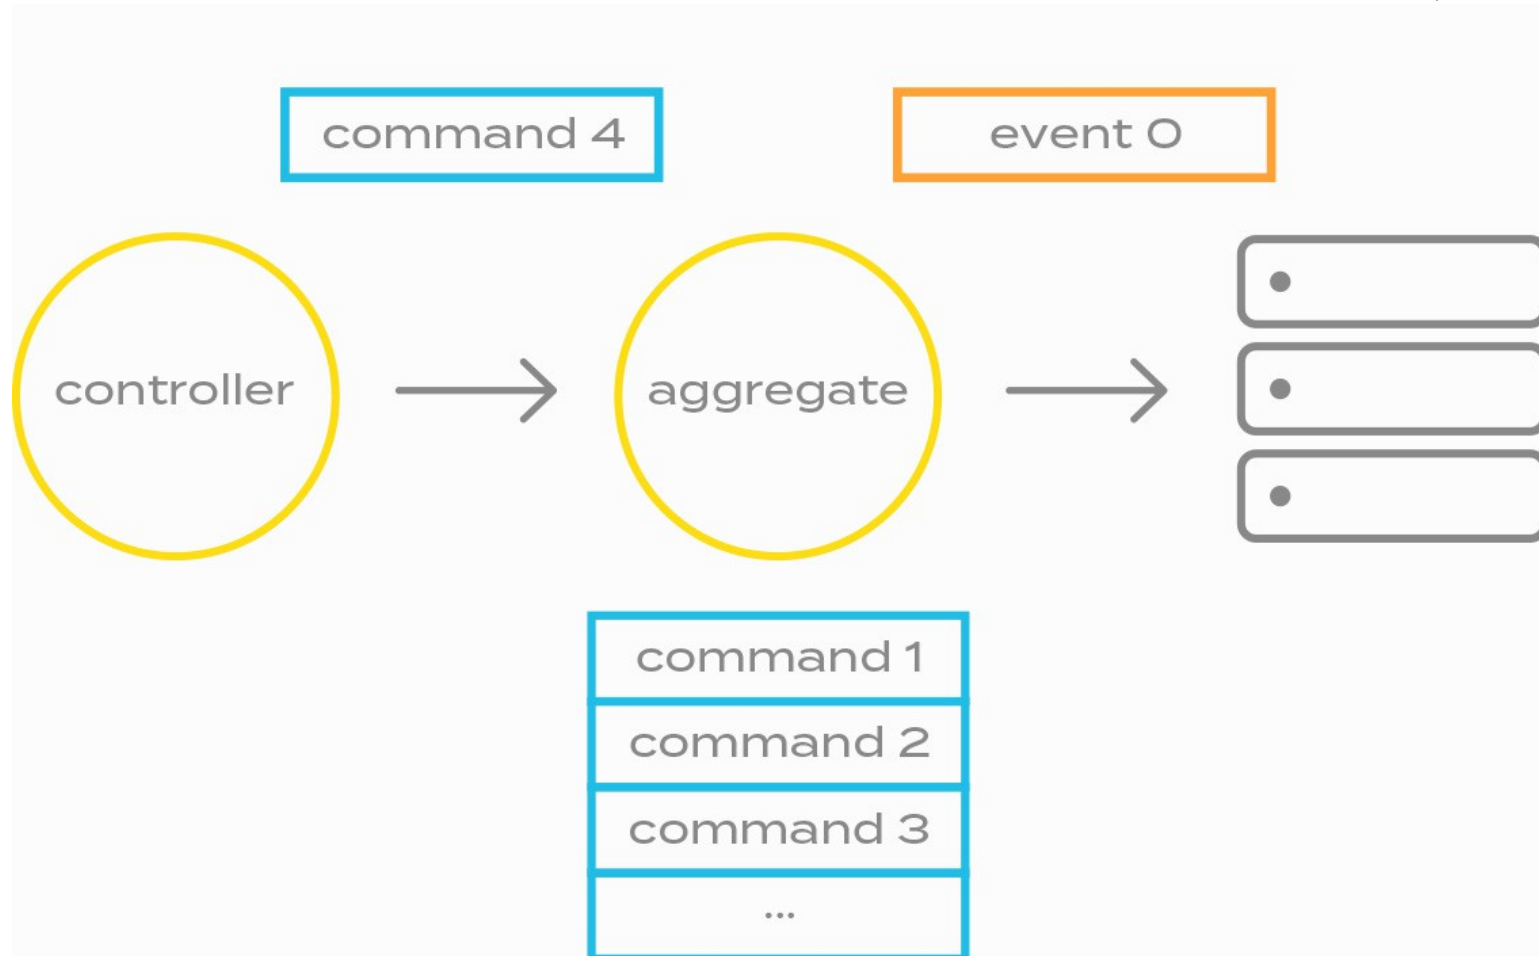 command 4
event 0
controller
aggregate
command 1
command 2
command 3
...